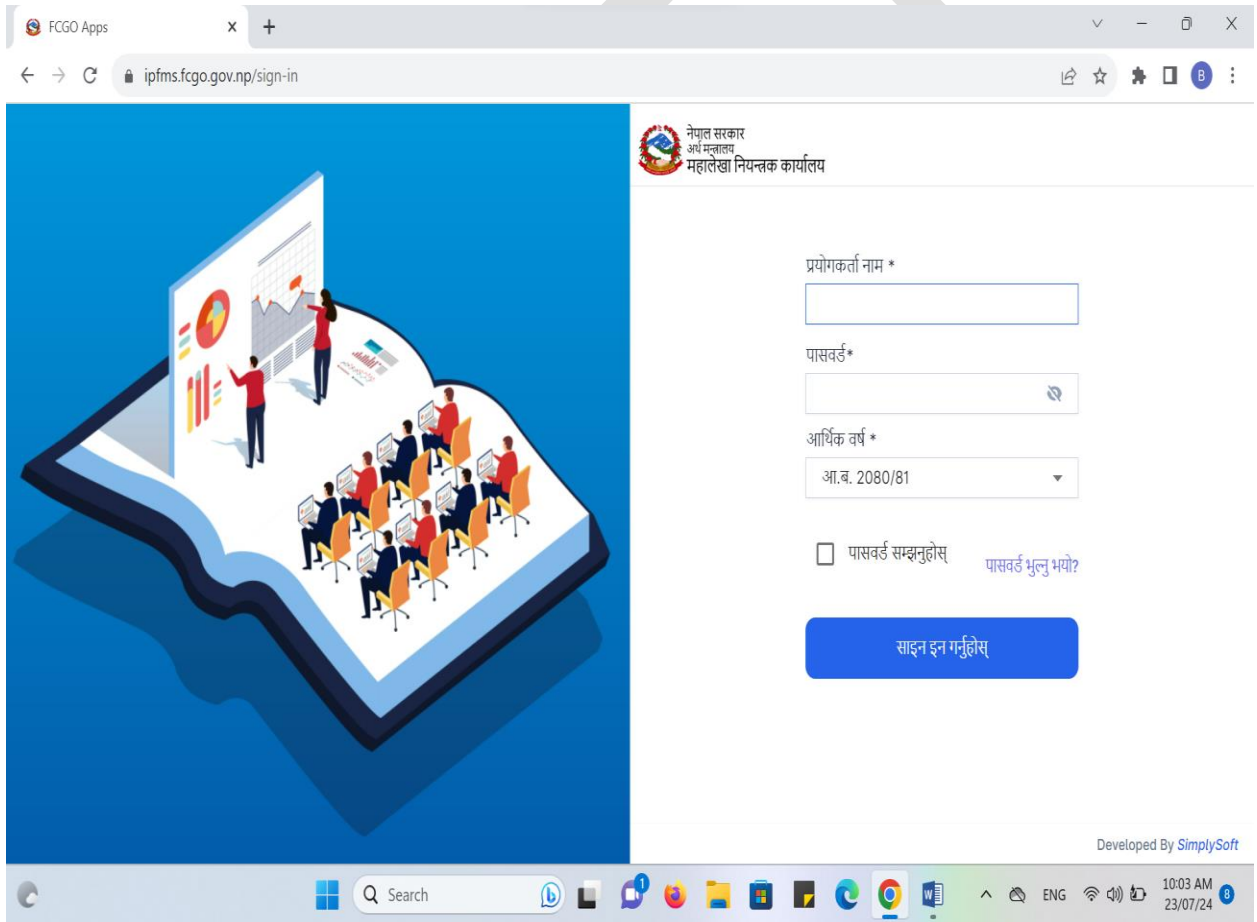 FCGO Apps
ipfms.fcgo.gov.np/sign-in
B
नेपाल सरकार
अर्थ मन्त्रालय
महालेखा नियन्त्रक कार्यालय
प्रयोगकर्ता नाम *
पासवर्ड*
आर्थिक वर्ष *
आ.ब. 2080/81
पासवर्ड सम्झनुहोस्
पासवर्ड भुल्नु भयो?
साइन इन गर्नुहोस्
Developed By SimplySoft
Search
1
ENG
10:03 AM
23/07/24
8